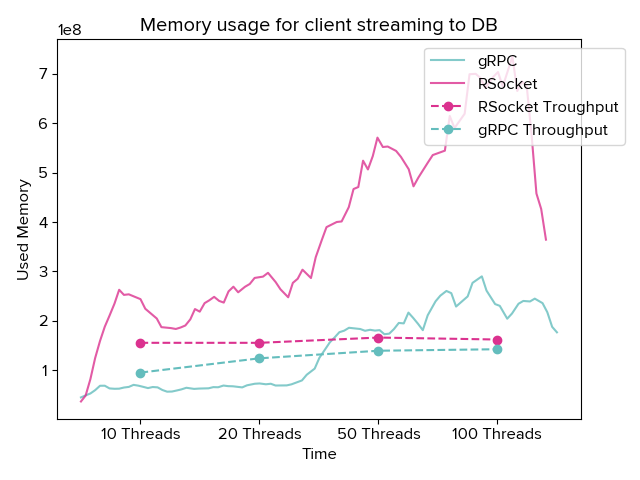 Memory usage for client streaming to DB
1e8
gRPC
RSocket
RSocket Troughput
gRPC Throughput
7
6
5
4
3
2
1
Used Memory
10 Threads
20 Threads
50 Threads
100 Threads
Time